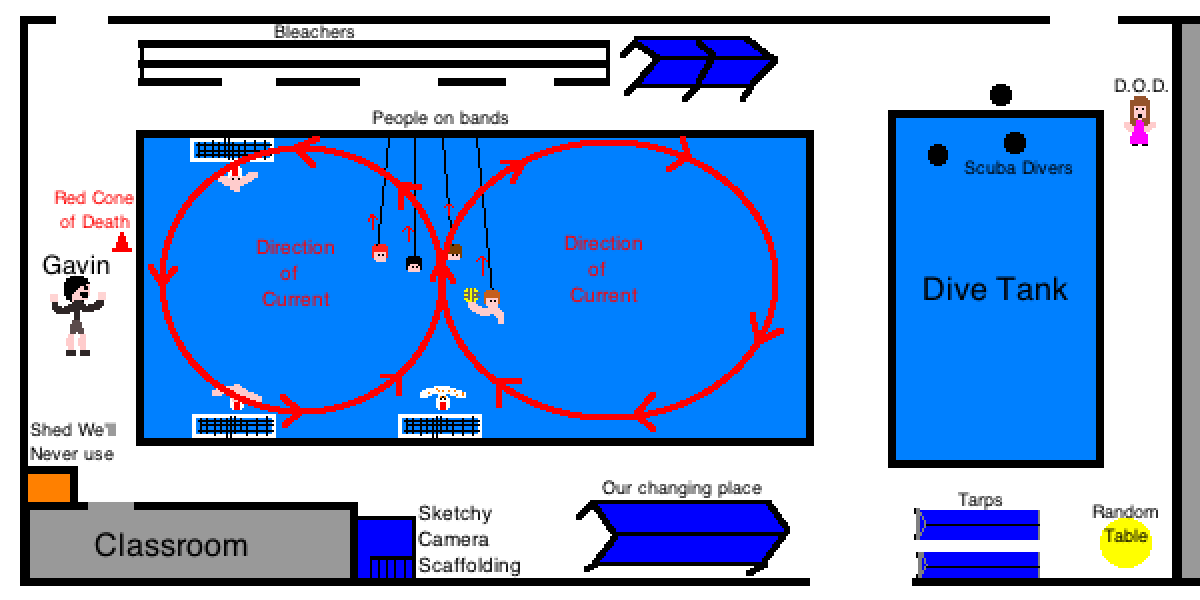 Bleachers
D.O.D.
People on bands
Scuba Divers
Red Cone
of Death
Direction
of
Current
Direction
of
Current
Gavin
Dive Tank
Shed We'll
Never use
Our changing place
Tarps
Random
Table
Sketchy
Camera
Scaffolding
Classroom